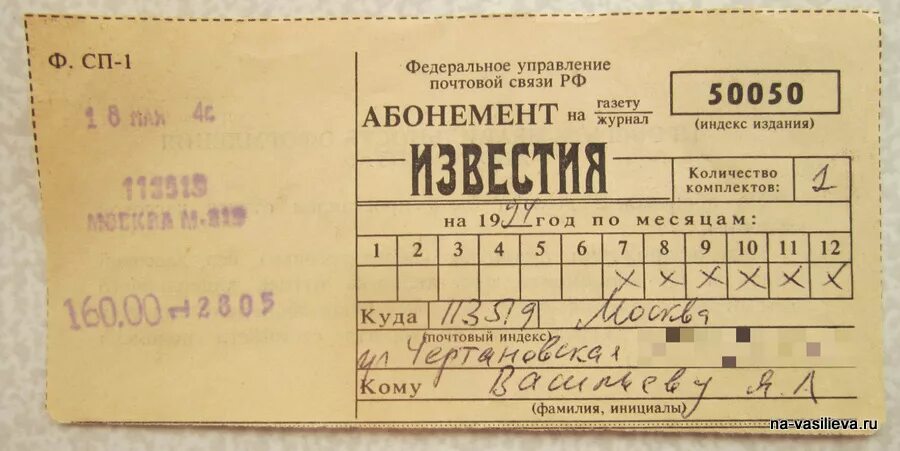 Ф. СП-1
18 МАЯ
113519
МОСКВА М-519
160.00 2805
Федеральное управление
почтовой связи РФ
АБОНЕМЕНТ на газету
журнал
50050
(индекс издания)
ИЗВЕСТИЯ
Количество
комплектов: 1
на 1994 год по месяцам:
1 2 3 4 5 6 7 8 9 10 11 12
X X X X X X
Куда 113519 Москва
(почтовый индекс)
ул Чертановская
Кому Васильеву Я Л
(фамилия, инициалы)
na-vasilieva.ru